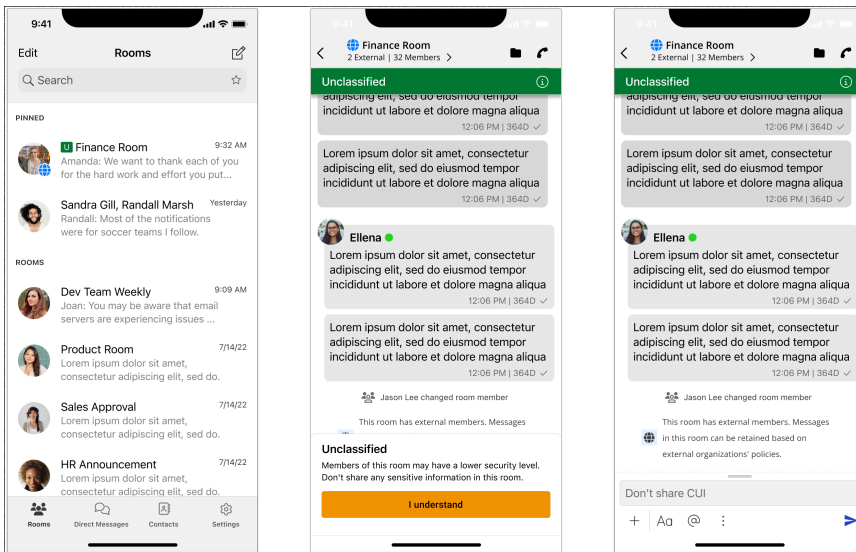 9:41
Edit
Rooms
Search
PINNED
U Finance Room 9:32 AM
Amanda: We want to thank each of you
for the hard work and effort you put...
Sandra Gill, Randall Marsh Yesterday
Randall: Most of the notifications
were for soccer teams I follow.
ROOMS
Dev Team Weekly 9:09 AM
Joan: You may be aware that email
servers are experiencing issues ...
Product Room 7/14/22
Lorem ipsum dolor sit amet,
consectetur adipiscing elit, sed do.
Sales Approval 7/14/22
Lorem ipsum dolor sit amet,
consectetur adipiscing elit, sed do.
HR Announcement 7/14/22
Lorem ipsum dolor sit amet,
consectetur adipiscing elit, sed do.
Rooms
Direct Messages
Contacts
Settings
9:41
Finance Room
2 External | 32 Members >
Unclassified
adipiscing elit, sed do eiusmod tempor
incididunt ut labore et dolore magna aliqua
12:06 PM | 364D ✓
Lorem ipsum dolor sit amet, consectetur
adipiscing elit, sed do eiusmod tempor
incididunt ut labore et dolore magna aliqua
12:06 PM | 364D ✓
Ellena
Lorem ipsum dolor sit amet, consectetur
adipiscing elit, sed do eiusmod tempor
incididunt ut labore et dolore magna aliqua
12:06 PM | 364D ✓
Lorem ipsum dolor sit amet, consectetur
adipiscing elit, sed do eiusmod tempor
incididunt ut labore et dolore magna aliqua
12:06 PM | 364D ✓
Jason Lee changed room member
This room has external members. Messages
Unclassified
Members of this room may have a lower security level.
Don't share any sensitive information in this room.
I understand
9:41
Finance Room
2 External | 32 Members >
Unclassified
adipiscing elit, sed do eiusmod tempor
incididunt ut labore et dolore magna aliqua
12:06 PM | 364D ✓
Lorem ipsum dolor sit amet, consectetur
adipiscing elit, sed do eiusmod tempor
incididunt ut labore et dolore magna aliqua
12:06 PM | 364D ✓
Ellena
Lorem ipsum dolor sit amet, consectetur
adipiscing elit, sed do eiusmod tempor
incididunt ut labore et dolore magna aliqua
12:06 PM | 364D ✓
Lorem ipsum dolor sit amet, consectetur
adipiscing elit, sed do eiusmod tempor
incididunt ut labore et dolore magna aliqua
12:06 PM | 364D ✓
Jason Lee changed room member
This room has external members. Messages
in this room can be retained based on
external organizations' policies.
Don't share CUI
+ Aa @ ⋮